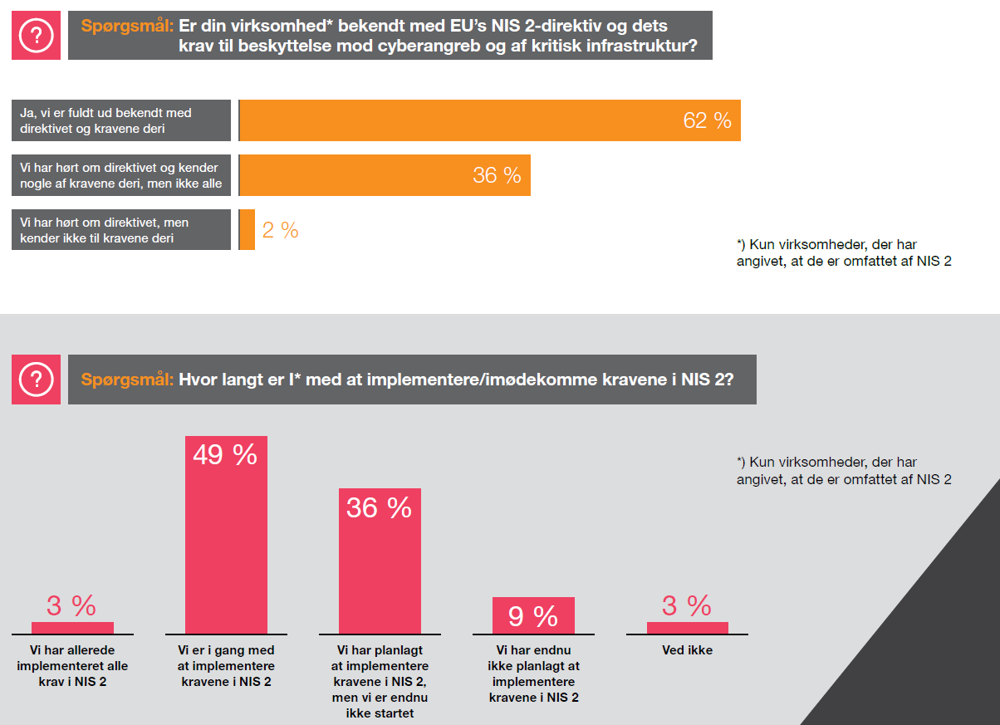 ?
Spørgsmål: Er din virksomhed* bekendt med EU’s NIS 2-direktiv og dets
krav til beskyttelse mod cyberangreb og af kritisk infrastruktur?
Ja, vi er fuldt ud bekendt med
direktivet og kravene deri
62 %
Vi har hørt om direktivet og kender
nogle af kravene deri, men ikke alle
36 %
Vi har hørt om direktivet, men
kender ikke til kravene deri
2 %
*) Kun virksomheder, der har
angivet, at de er omfattet af NIS 2
?
Spørgsmål: Hvor langt er I* med at implementere/imødekomme kravene i NIS 2?
*) Kun virksomheder, der har
angivet, at de er omfattet af NIS 2
3 %
Vi har allerede
implementeret alle
krav i NIS 2
49 %
Vi er i gang med
at implementere
kravene i NIS 2
36 %
Vi har planlagt
at implementere
kravene i NIS 2,
men vi er endnu
ikke startet
9 %
Vi har endnu
ikke planlagt at
implementere
kravene i NIS 2
3 %
Ved ikke